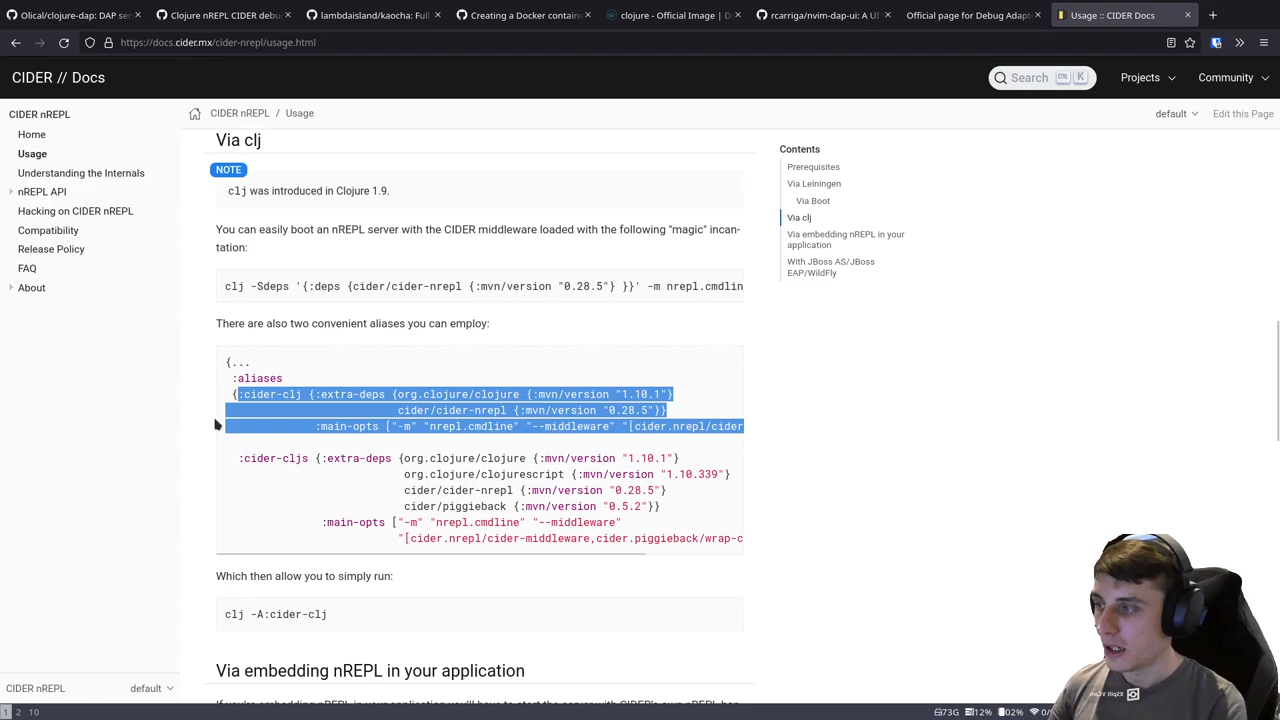 Olical/clojure-dap: DAP ser
Clojure nREPL CIDER debu
lambdaisland/kaocha: Full
Creating a Docker contain
clojure - Official Image | D
rcarriga/nvim-dap-ui: A UI
Official page for Debug Adapt
Usage :: CIDER Docs
https://docs.cider.mx/cider-nrepl/usage.html
CIDER // Docs
Search
CTRL
K
Projects
Community
CIDER nREPL
Home
Usage
Understanding the Internals
nREPL API
Hacking on CIDER nREPL
Compatibility
Release Policy
FAQ
About
CIDER nREPL / Usage
default
Edit this Page
Via clj
NOTE
clj was introduced in Clojure 1.9.
You can easily boot an nREPL server with the CIDER middleware loaded with the following "magic" incan-
tation:
clj -Sdeps '{:deps {cider/cider-nrepl {:mvn/version "0.28.5"} }}' -m nrepl.cmdlin
There are also two convenient aliases you can employ:
{...
:aliases
{:cider-clj {:extra-deps {org.clojure/clojure {:mvn/version "1.10.1"}
cider/cider-nrepl {:mvn/version "0.28.5"}}
:main-opts ["-m" "nrepl.cmdline" "--middleware" "[cider.nrepl/cider
:cider-cljs {:extra-deps {org.clojure/clojure {:mvn/version "1.10.1"}
org.clojure/clojurescript {:mvn/version "1.10.339"}
cider/cider-nrepl {:mvn/version "0.28.5"}
cider/piggieback {:mvn/version "0.5.2"}}
:main-opts ["-m" "nrepl.cmdline" "--middleware"
"[cider.nrepl/cider-middleware,cider.piggieback/wrap-c
Which then allow you to simply run:
clj -A:cider-clj
Via embedding nREPL in your application
Contents
Prerequisites
Via Leiningen
Via Boot
Via clj
Via embedding nREPL in your
application
With JBoss AS/JBoss
EAP/WildFly
CIDER nREPL
default
XSplit VCam
1 2 10
73G
12%
02%
0/